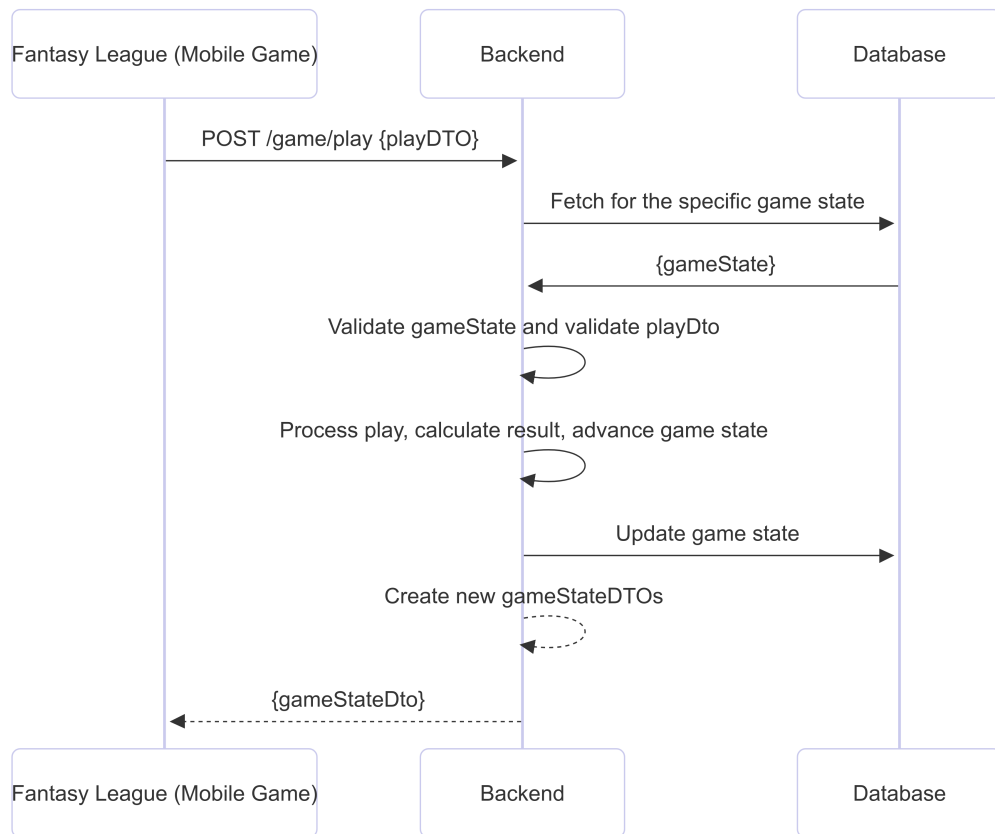 Fantasy League (Mobile Game)
Backend
Database
POST /game/play {playDTO}
Fetch for the specific game state
{gameState}
Validate gameState and validate playDto
Process play, calculate result, advance game state
Update game state
Create new gameStateDTOs
{gameStateDto}
Fantasy League (Mobile Game)
Backend
Database